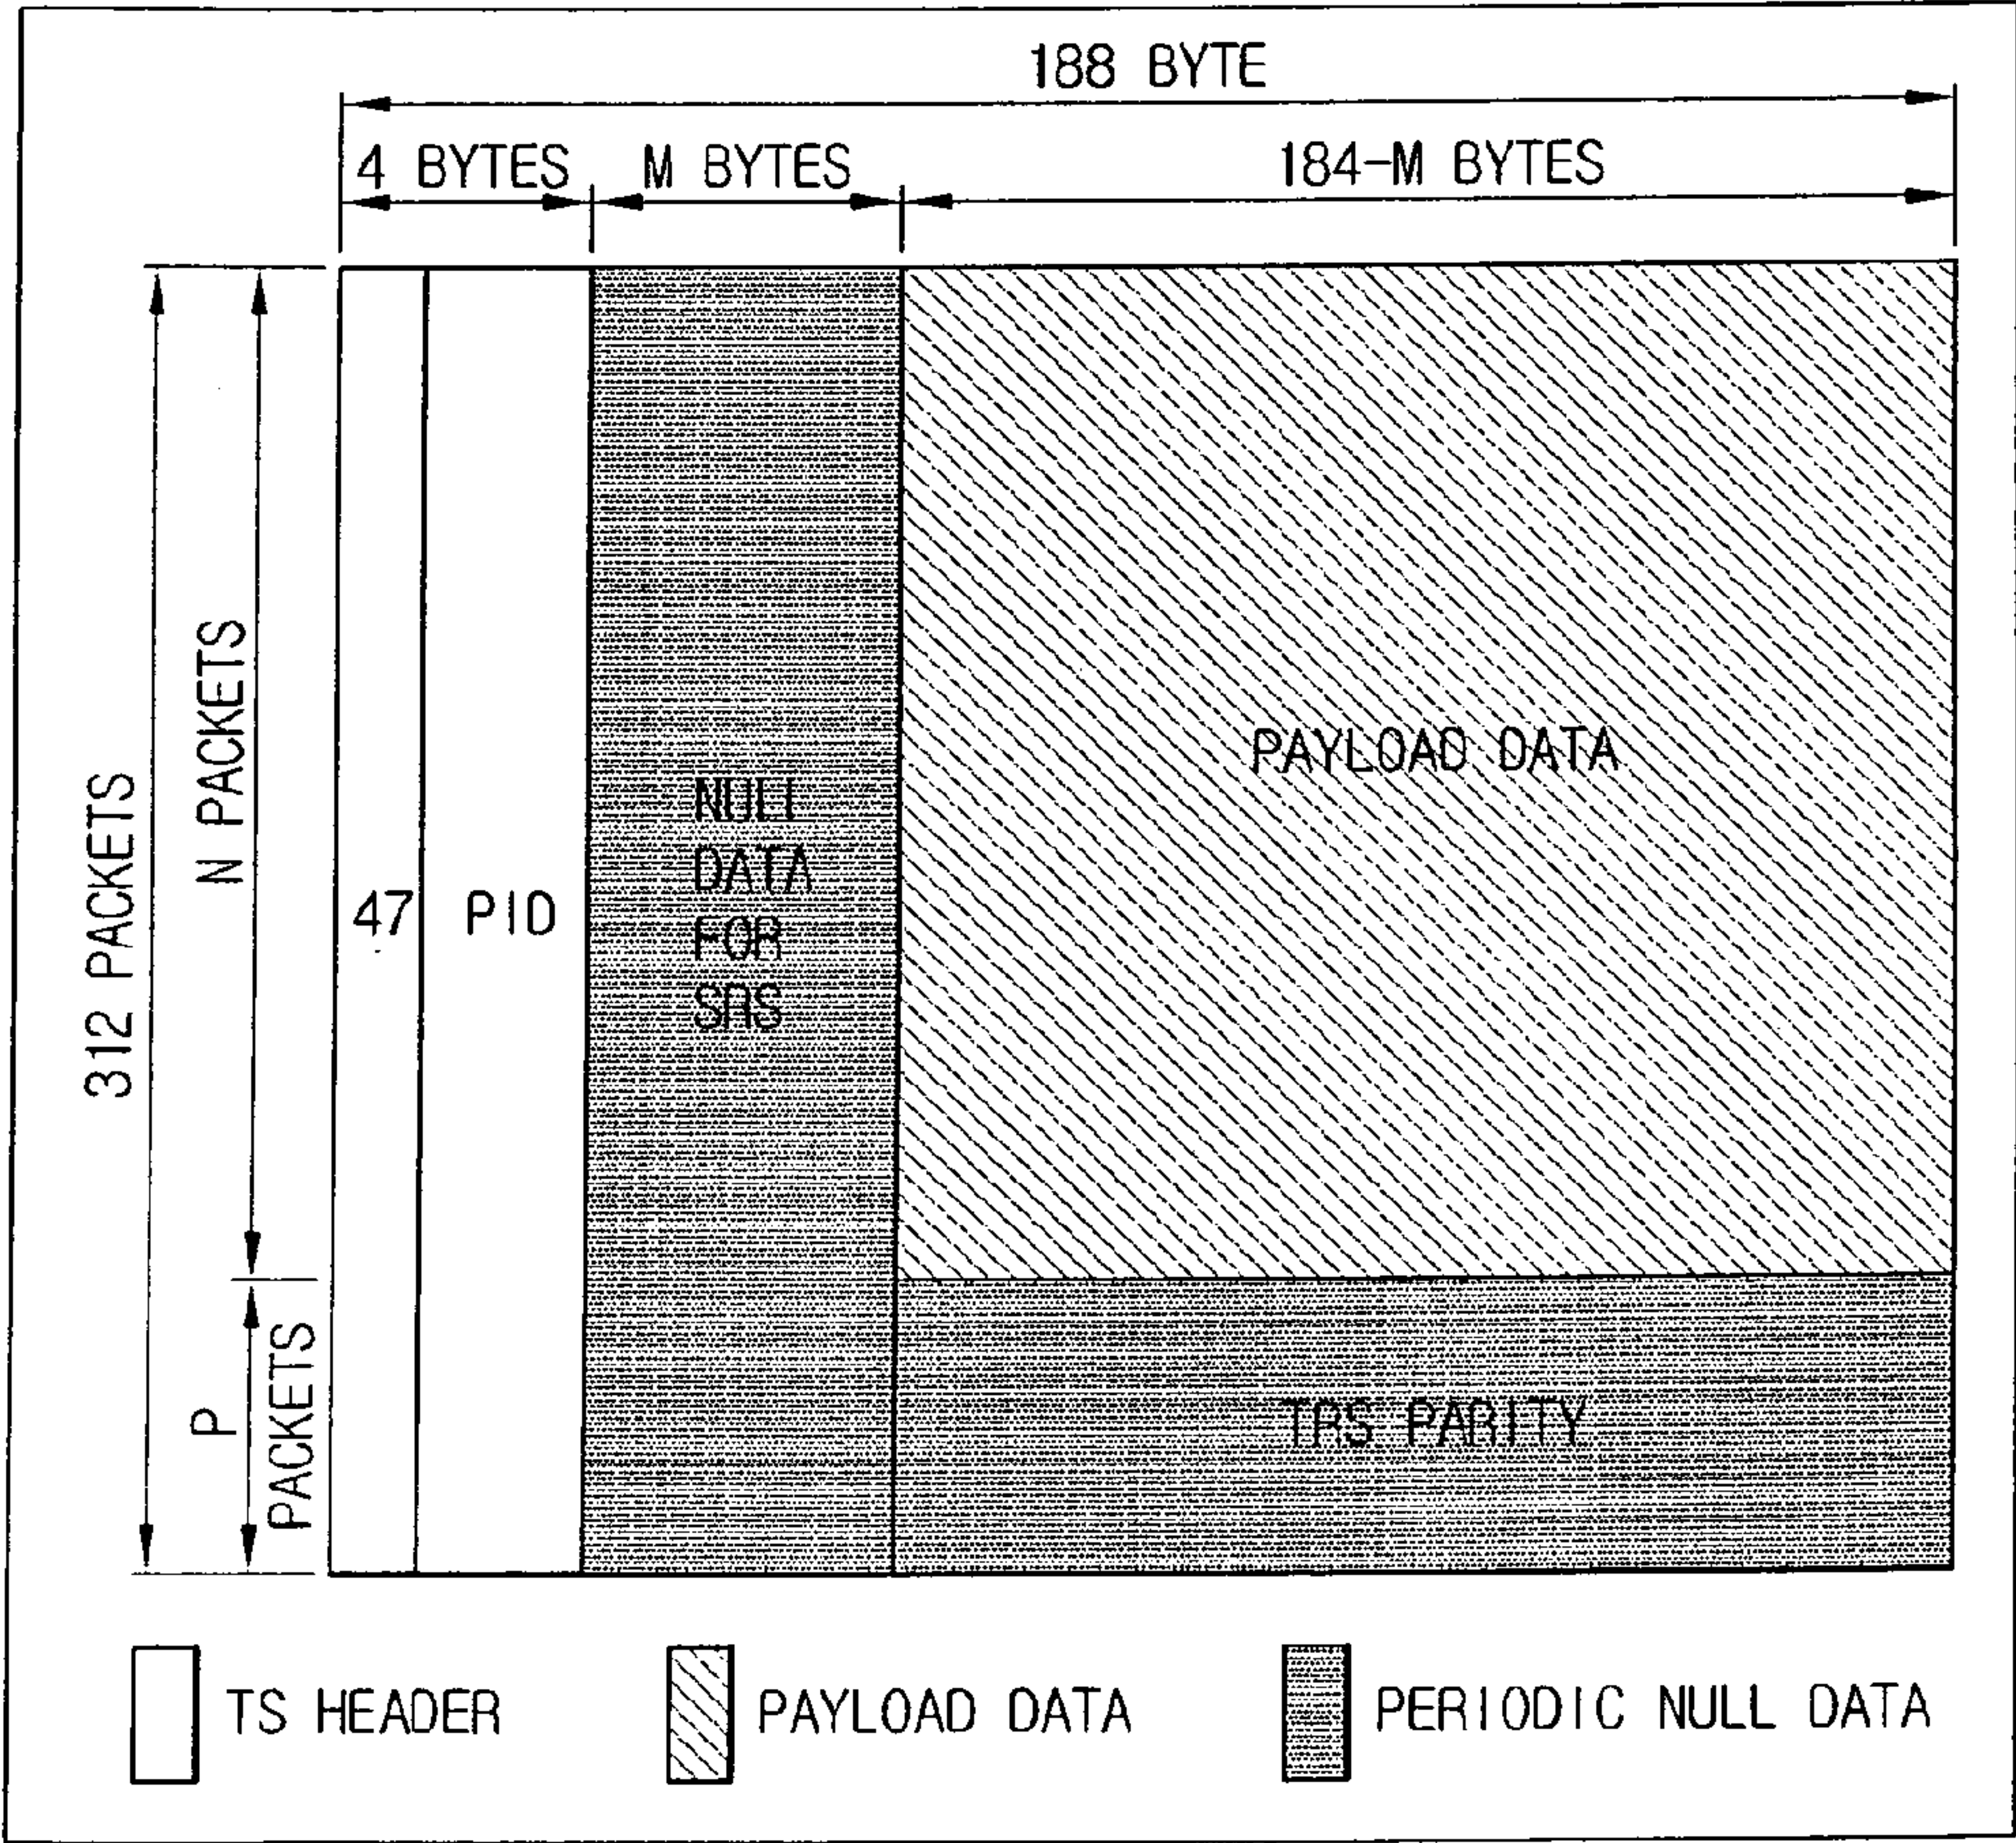 188 BYTE
4 BYTES
M BYTES
184-M BYTES
312 PACKETS
N PACKETS
P
PACKETS
47
PID
NULL
DATA
FOR
SRS
PAYLOAD DATA
TRS PARITY
TS HEADER
PAYLOAD DATA
PERIODIC NULL DATA